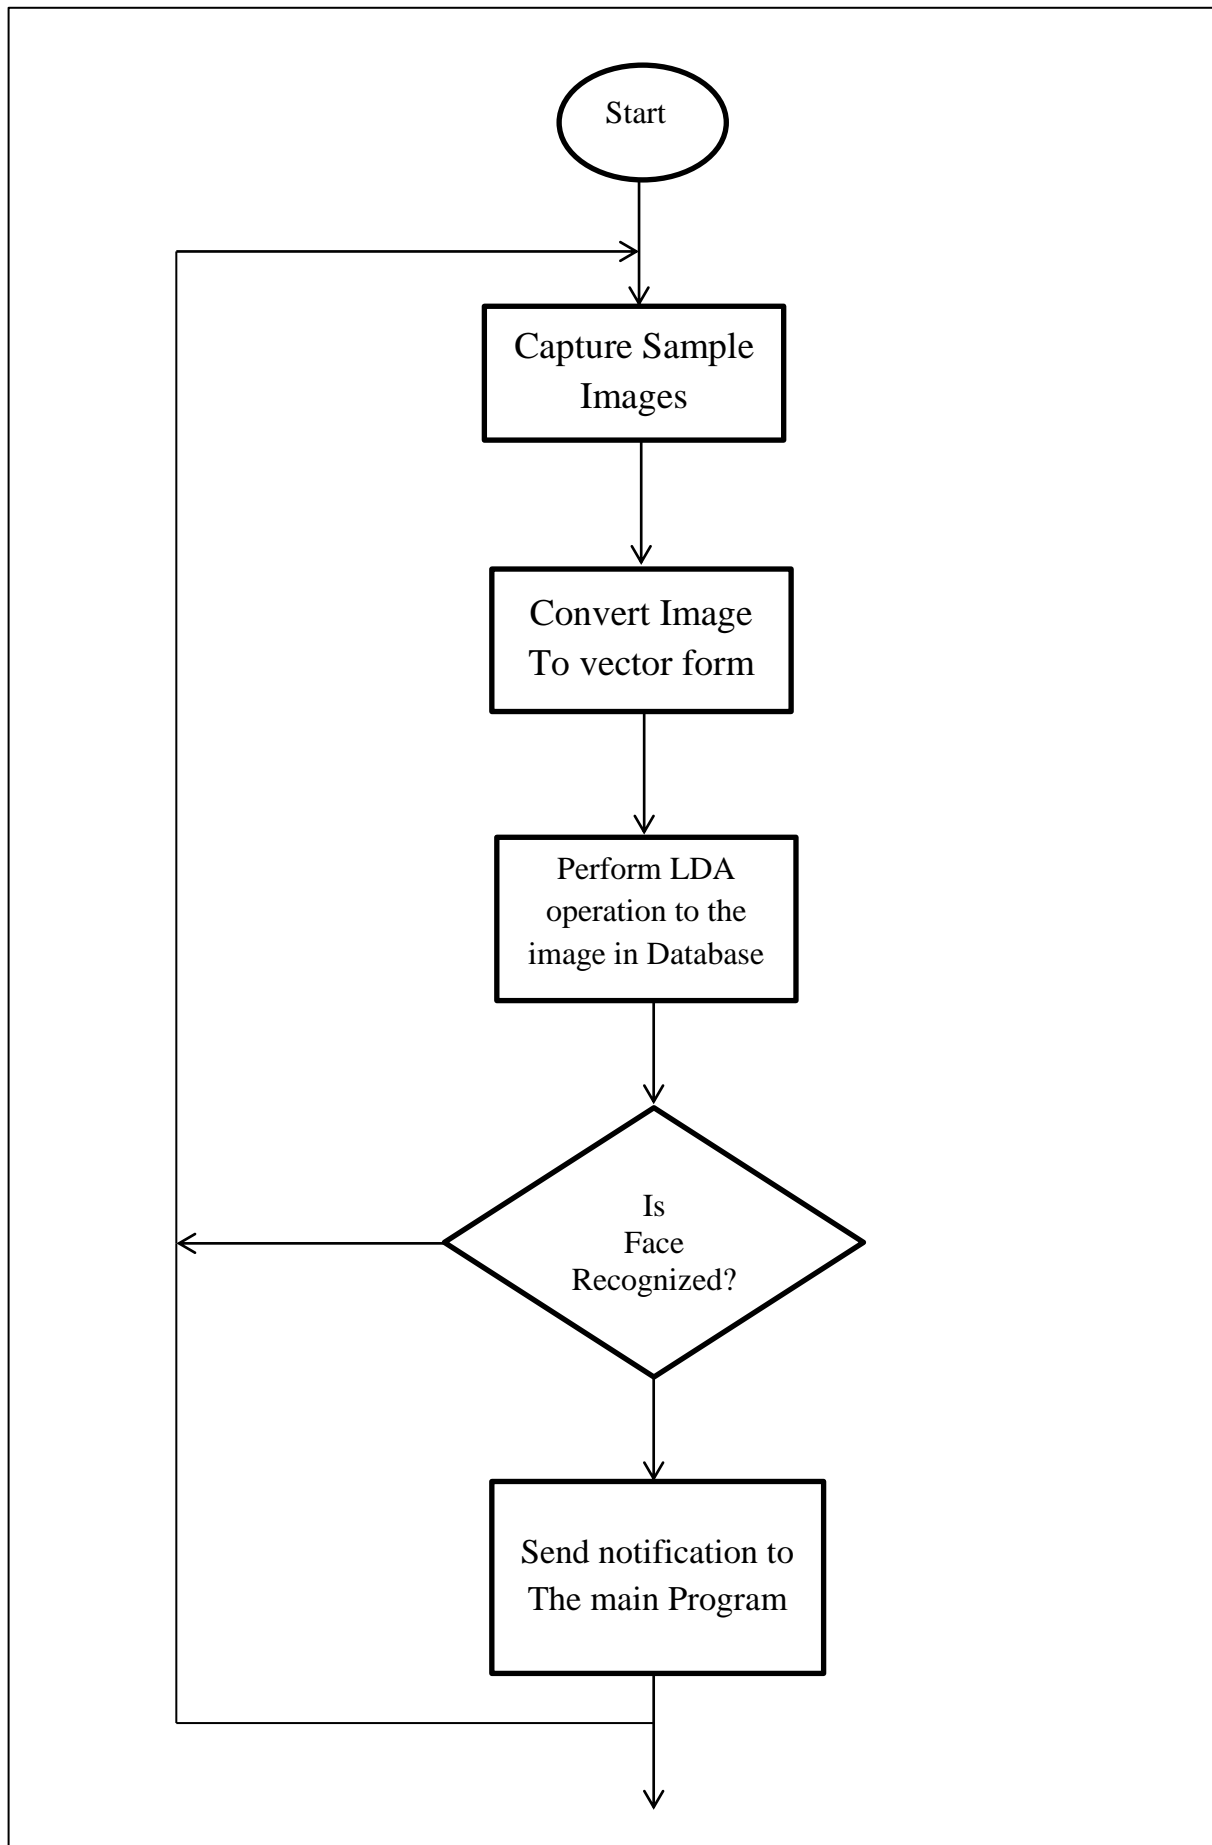 Start
Capture Sample
Images
Convert Image
To vector form
Perform LDA
operation to the
image in Database
Is
Face
Recognized?
Send notification to
The main Program